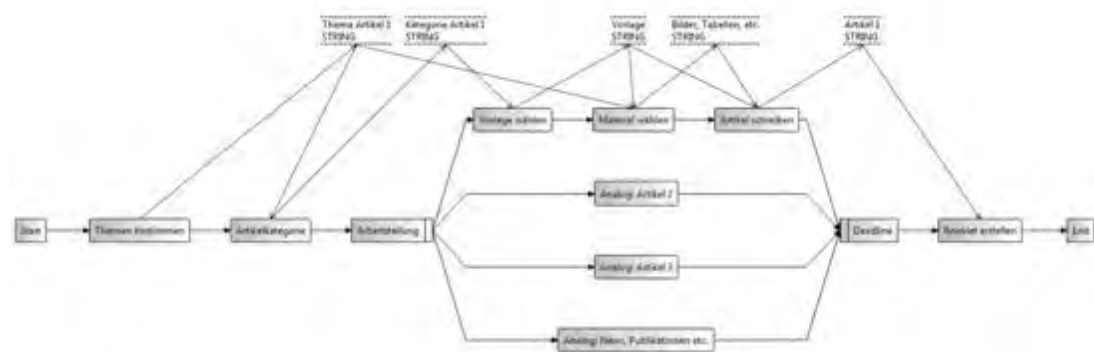 Thema Artikel 1
STRING
Kategorie Artikel 1
STRING
Vorlage
STRING
Bilder, Tabellen, etc.
STRING
Artikel 1
STRING
Vorlage wählen
Material wählen
Artikel schreiben
Analog: Artikel 2
Start
Themen bestimmen
Artikelkategorie
Arbeitsteilung
Deadline
Booklet erstellen
End
Analog: Artikel 3
Analog: News, Publikationen etc.